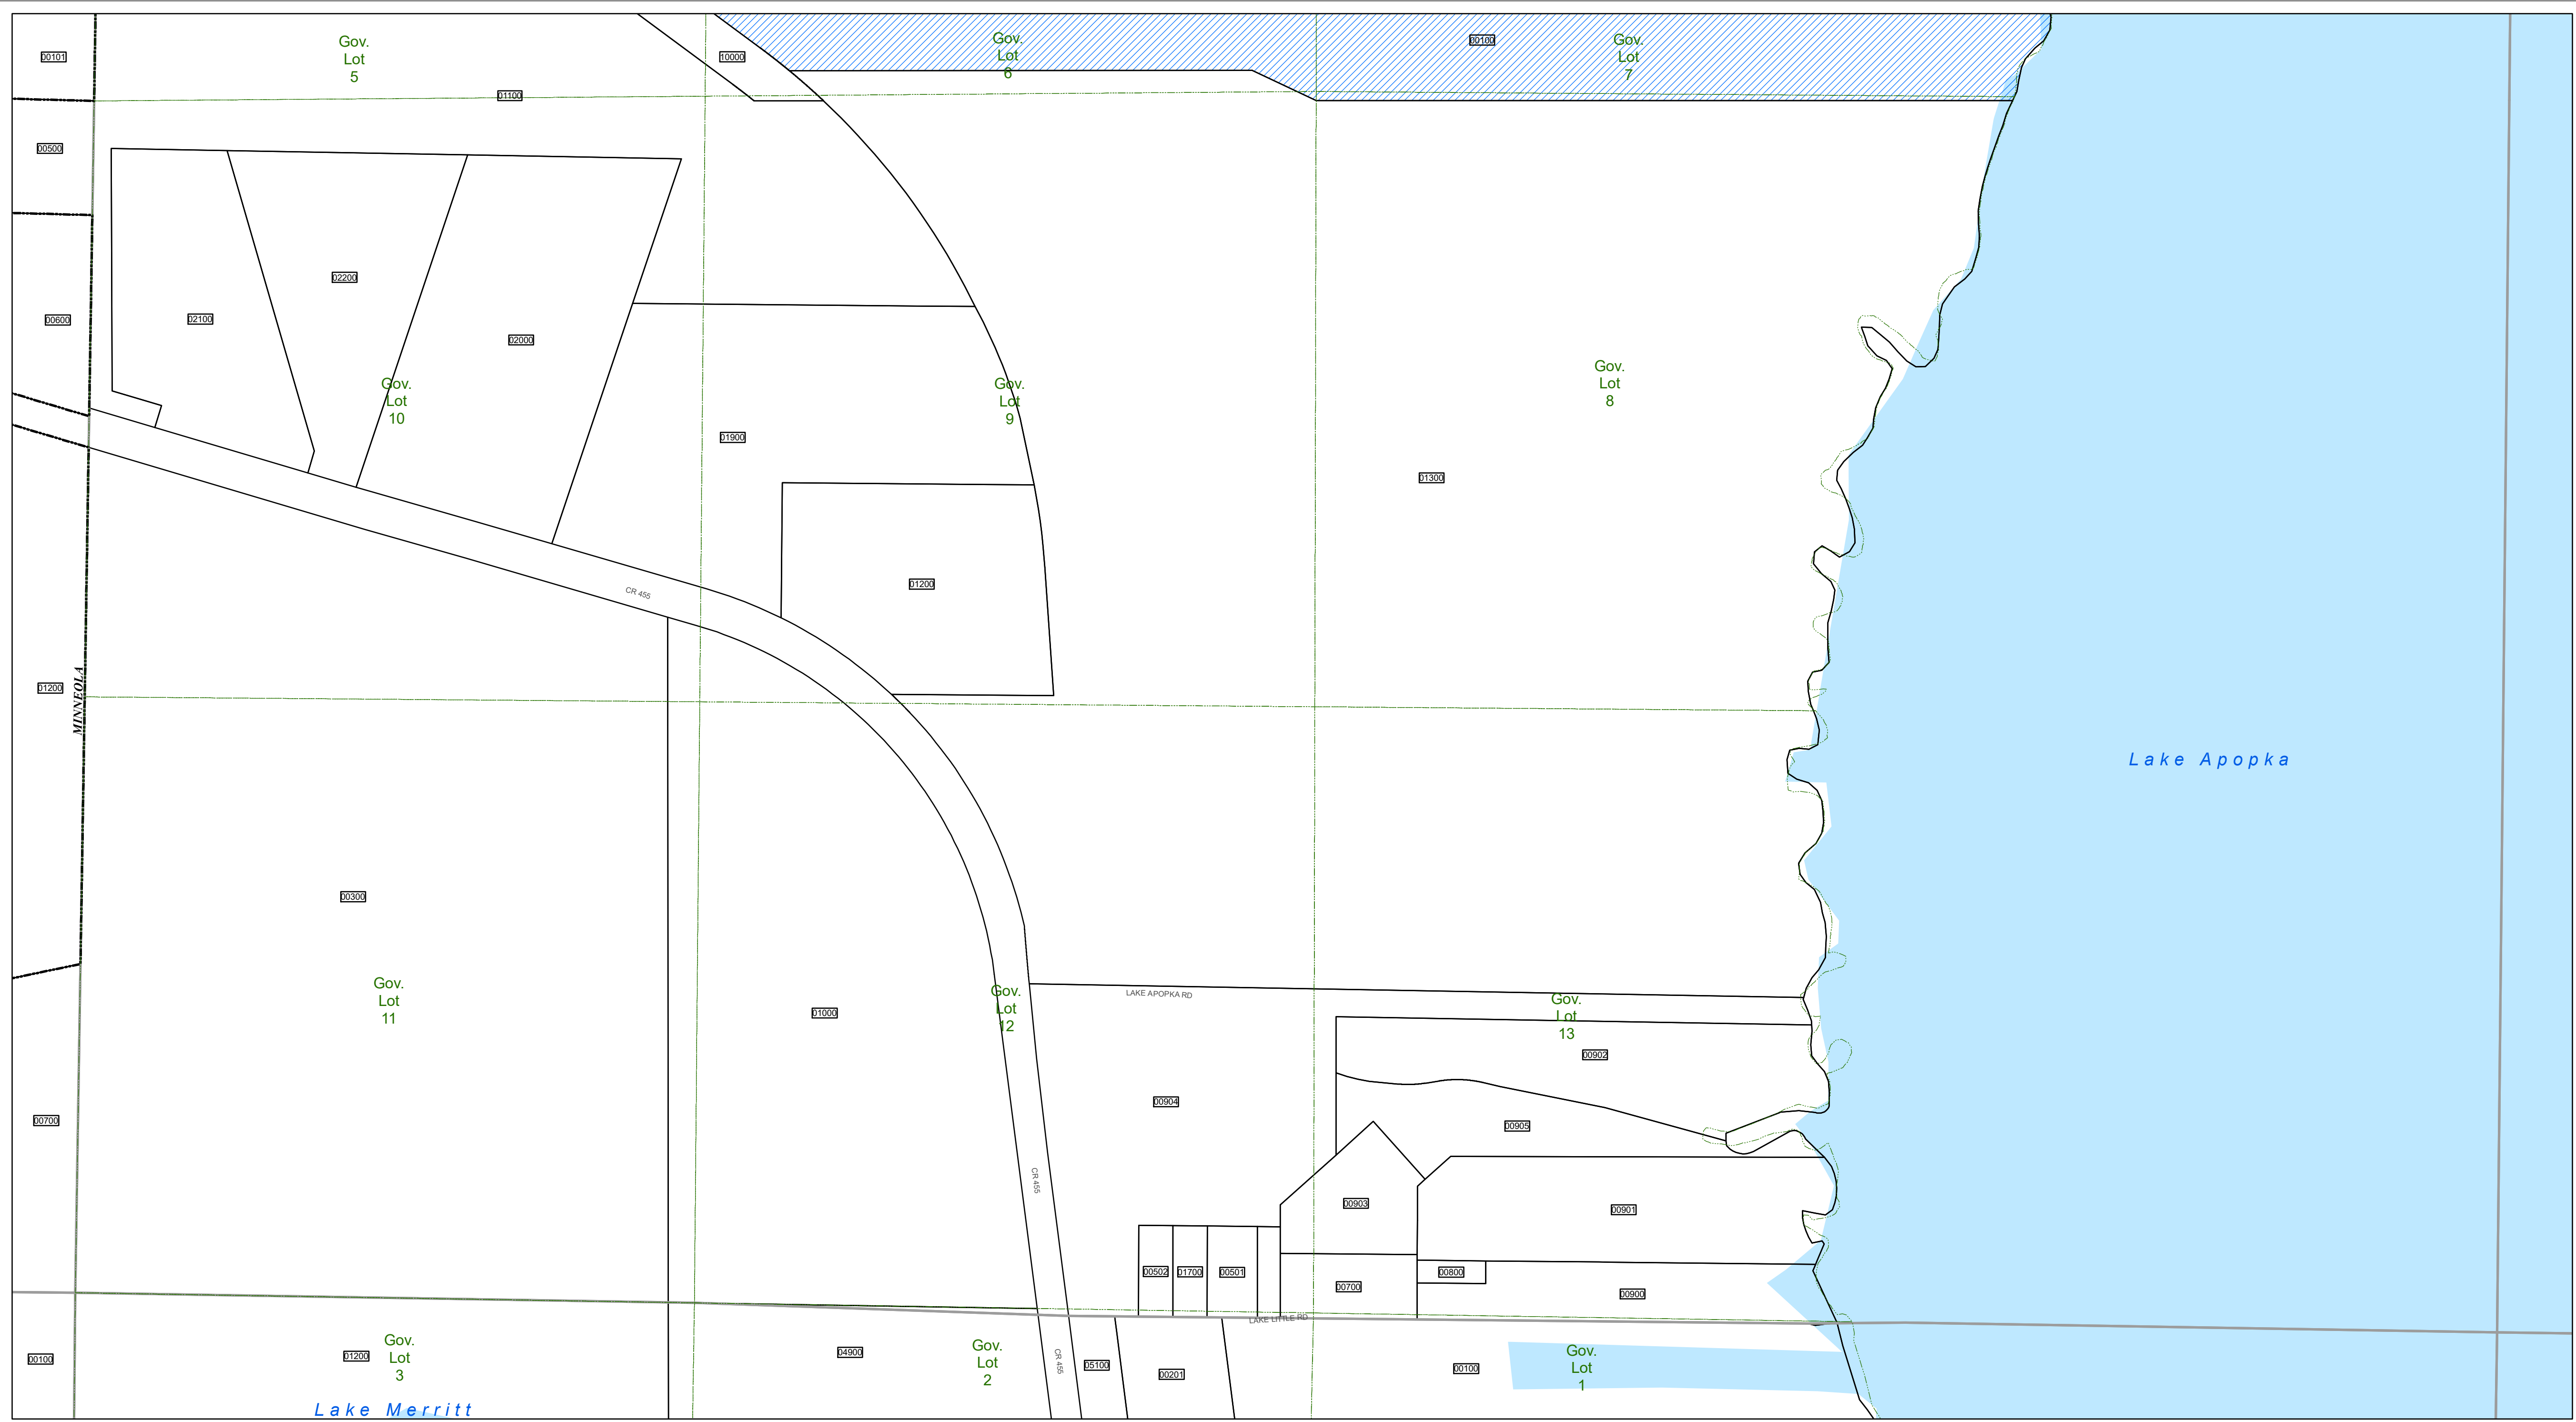 00101
Gov.
Lot
5
10000
Gov.
Lot
6
00100
Gov.
Lot
7
01100
00500
02200
02100
00600
02000
Gov.
Lot
10
Gov.
Lot
9
Gov.
Lot
8
01900
01300
01200
CR 455
01200
MINNEOLA
Lake Apopka
00300
Gov.
Lot
11
01000
Gov.
Lot
12
LAKE APOPKA RD
Gov.
Lot
13
00902
00904
00905
00700
CR 455
00903
00901
00502
01700
00501
00700
00800
00900
LAKE LITTLE RD
00100
01200
Gov.
Lot
3
04900
Gov.
Lot
2
CR 455
05100
00201
00100
Gov.
Lot
1
Lake Merritt